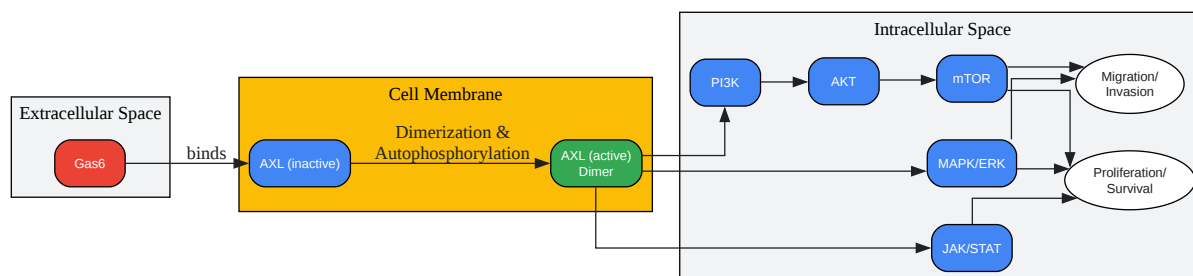 Extracellular Space
Gas6
binds
Cell Membrane
AXL (inactive)
Dimerization &
Autophosphorylation
AXL (active)
Dimer
Intracellular Space
PI3K
AKT
mTOR
Migration/
Invasion
MAPK/ERK
Proliferation/
Survival
JAK/STAT